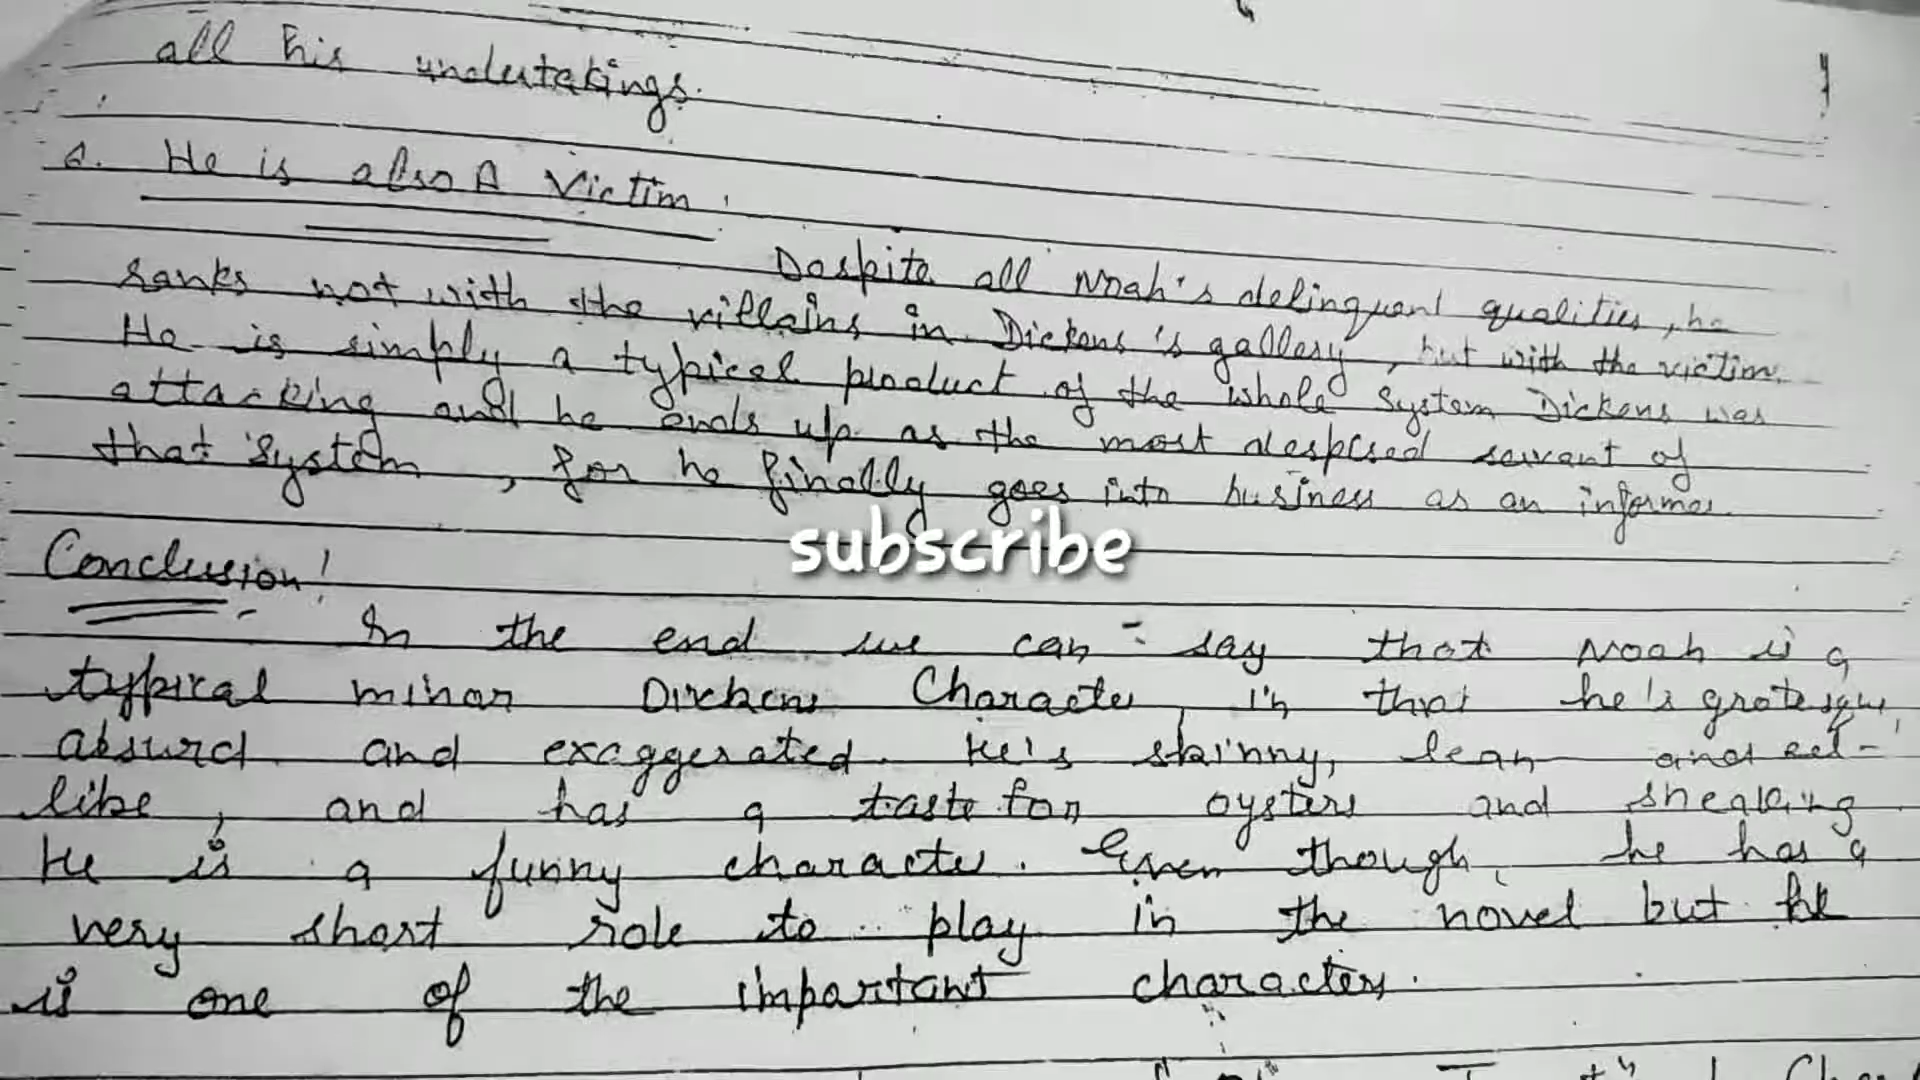 all his undertakings.
2. He is also A Victim:
Despite all Noah's delinquent qualities, he
ranks not with the villains in Dickens's gallery, but with the victim.
He is simply a typical product of the whole system Dickens was
attacking and he ends up as the most despised servant of
that system, for he finally goes into business as an informer.
subscribe
Conclusion!
In the end we can say that Noah is a
typical minor Dickens Character, in that he's grotesque,
absurd and exaggerated. He's skinny, lean and eel-
like, and has a taste for oysters and sneaking
He is a funny character. Even though, he has a
very short role to play in the novel but he
is one of the important characters.